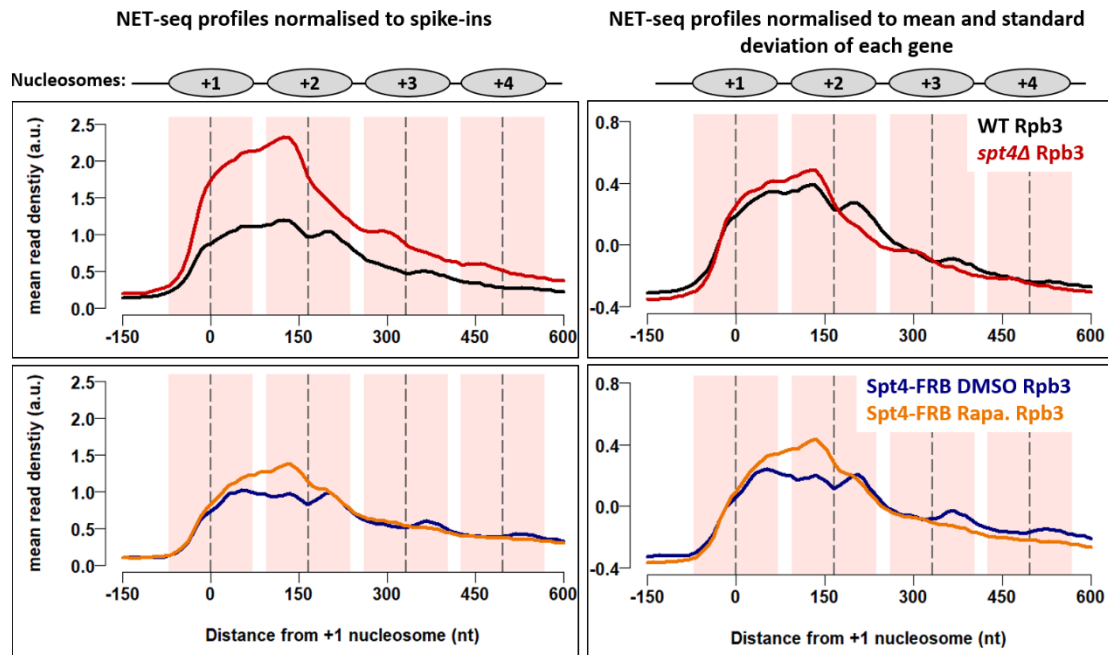 NET-seq profiles normalised to spike-ins
NET-seq profiles normalised to mean and standard
deviation of each gene
Nucleosomes: +1 +2 +3 +4
+1 +2 +3 +4
mean read denstiy (a.u.)
2.5
2.0
1.5
1.0
0.5
0.0
-150 0 150 300 450 600
WT Rpb3
spt4Δ Rpb3
0.8
0.4
0.0
-0.4
-150 0 150 300 450 600
mean read denstiy (a.u.)
2.5
2.0
1.5
1.0
0.5
0.0
-150 0 150 300 450 600
Distance from +1 nucleosome (nt)
Spt4-FRB DMSO Rpb3
Spt4-FRB Rapa. Rpb3
0.8
0.4
0.0
-0.4
-150 0 150 300 450 600
Distance from +1 nucleosome (nt)